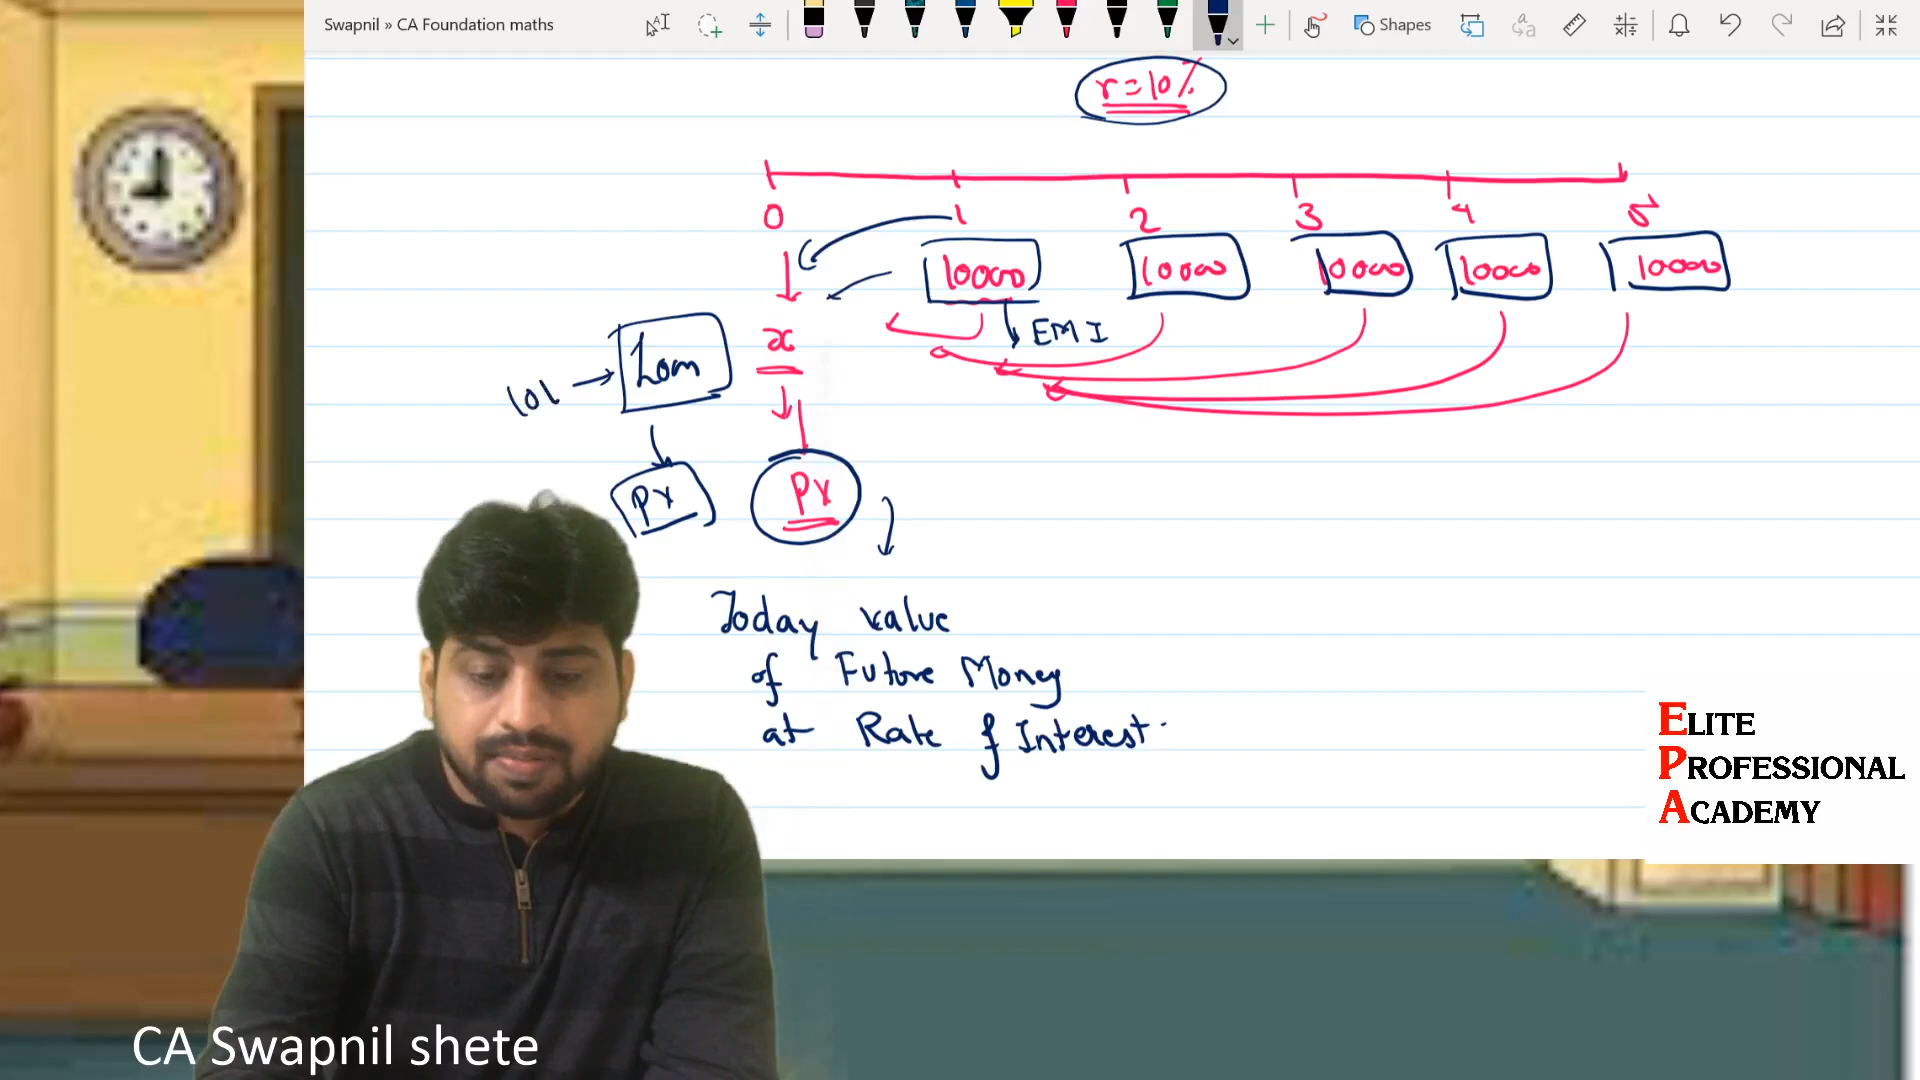 Swapnil » CA Foundation maths
Shapes
r=10%
0 1 2 3 4 5
10000 10000 10000 10000 10000
EMI
x
Loan
PV
PV
Today value
of Future Money
at Rate of Interest.
ELITE
PROFESSIONAL
ACADEMY
CA Swapnil shete